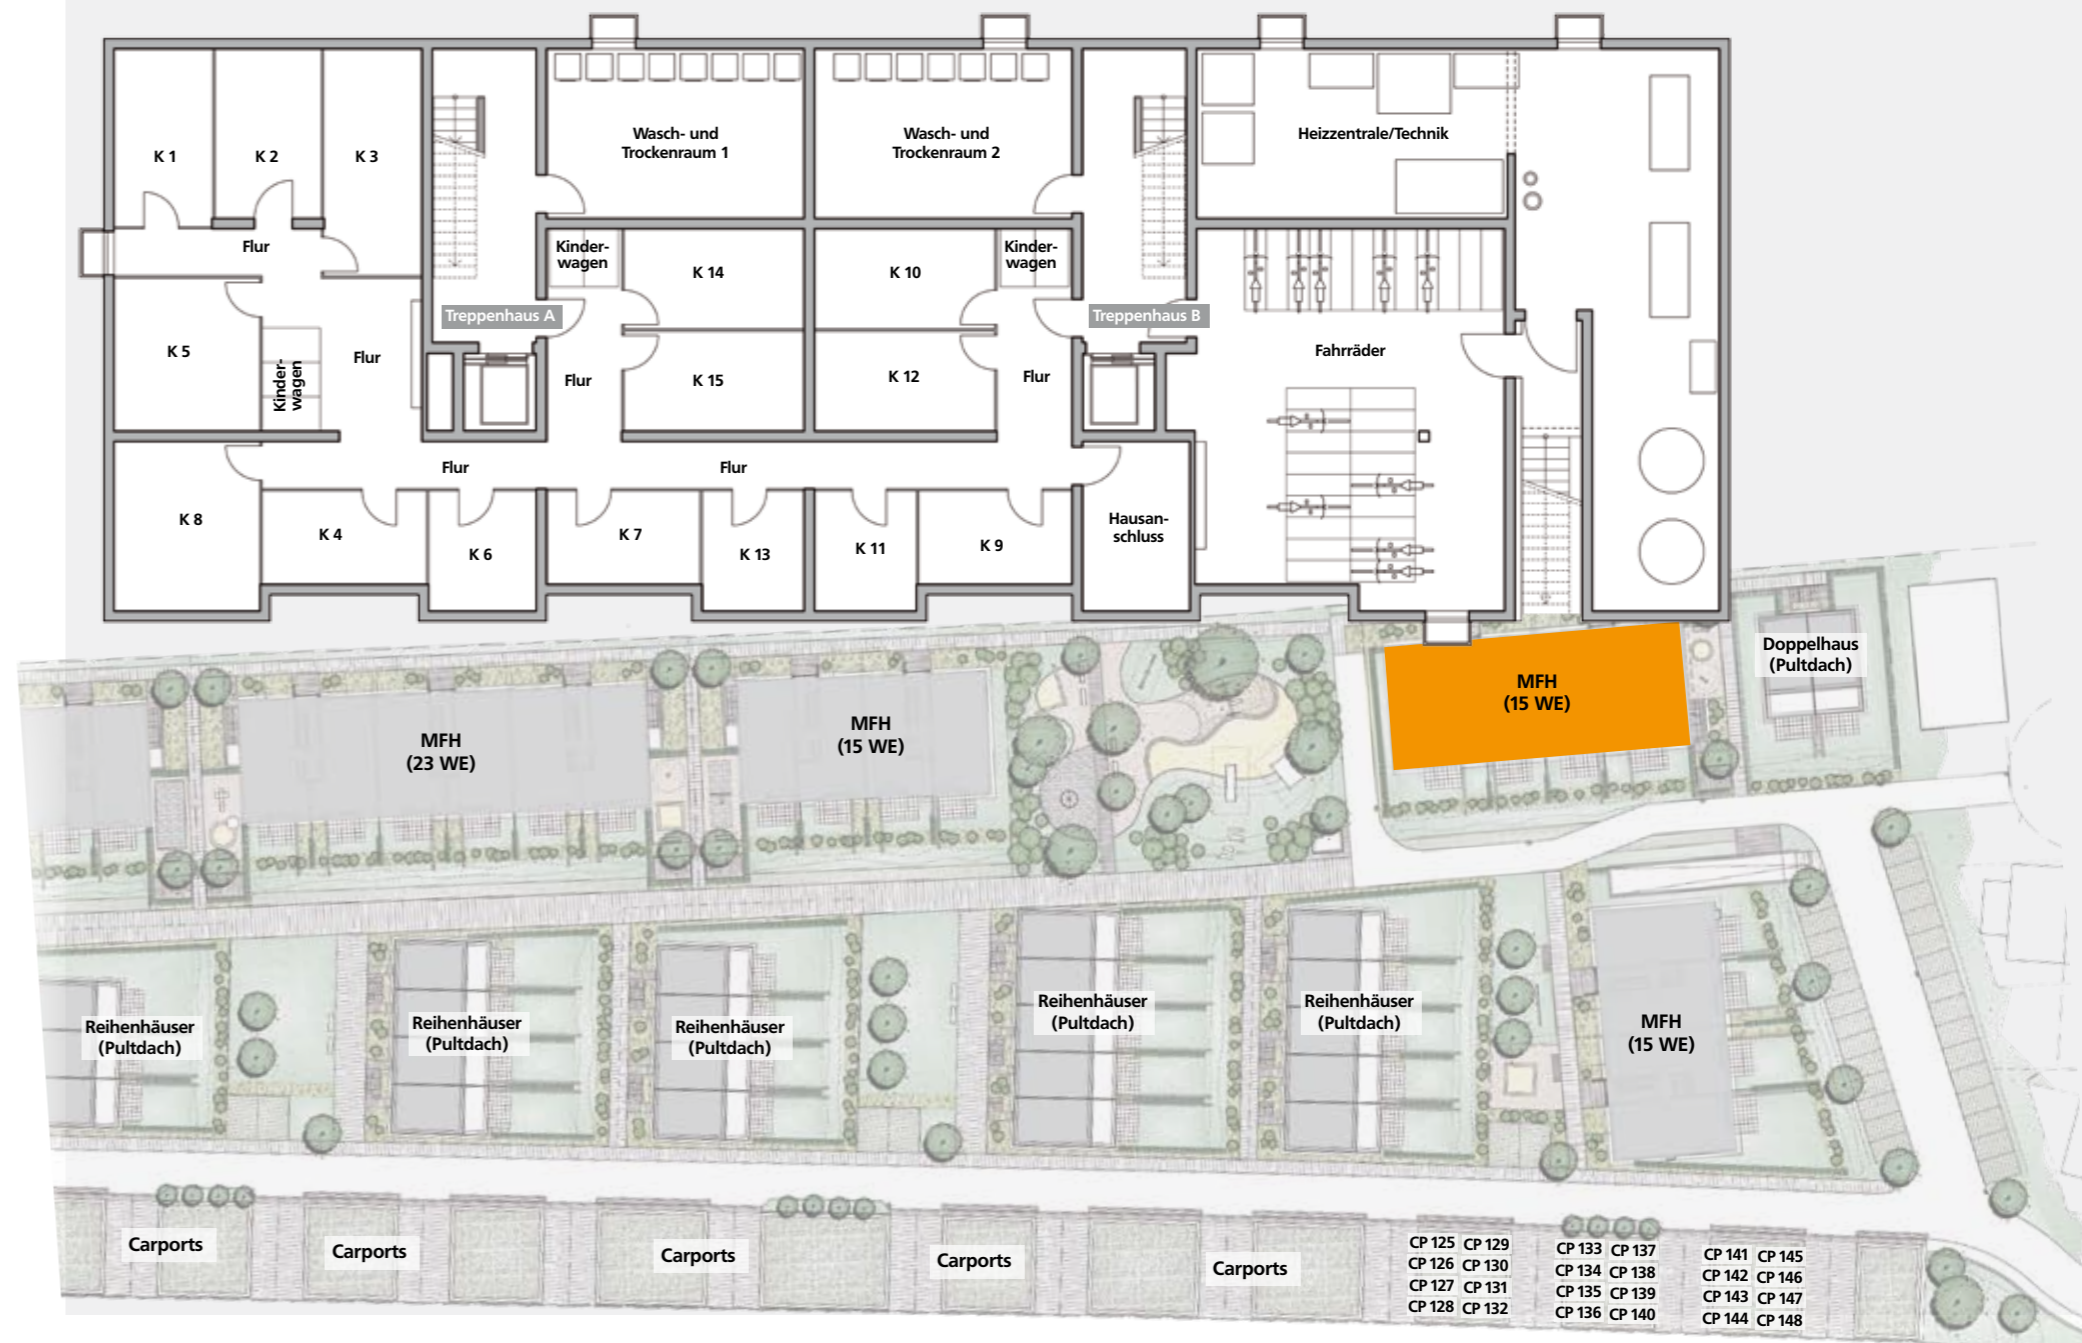 Wasch- und
Trockenraum 1
Wasch- und
Trockenraum 2
Heizzentrale/Technik
K 1
K 2
K 3
Flur
Kinder-
wagen
K 14
K 10
Kinder-
wagen
Treppenhaus A
Treppenhaus B
K 5
Kinder-
wagen
Flur
Flur
K 15
K 12
Flur
Fahrräder
Flur
Flur
K 8
K 4
K 6
K 7
K 13
K 11
K 9
Hausan-
schluss
Doppelhaus
(Pultdach)
MFH
(15 WE)
MFH
(23 WE)
MFH
(15 WE)
Reihenhäuser
(Pultdach)
Reihenhäuser
(Pultdach)
Reihenhäuser
(Pultdach)
Reihenhäuser
(Pultdach)
Reihenhäuser
(Pultdach)
MFH
(15 WE)
Carports
Carports
Carports
Carports
Carports
CP 125 CP 129
CP 126 CP 130
CP 127 CP 131
CP 128 CP 132
CP 133 CP 137
CP 134 CP 138
CP 135 CP 139
CP 136 CP 140
CP 141 CP 145
CP 142 CP 146
CP 143 CP 147
CP 144 CP 148